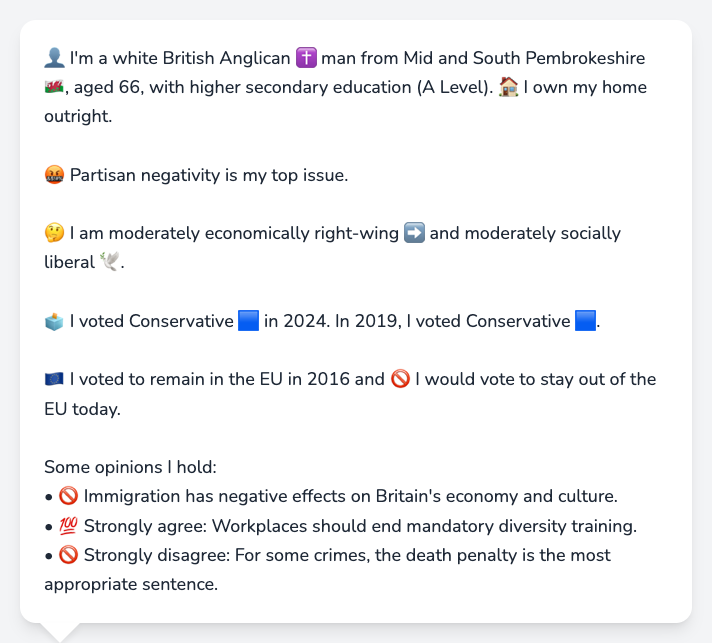 👤 I'm a white British Anglican ✝️ man from Mid and South Pembrokeshire
🏴󠁧󠁢󠁷󠁬󠁳󠁿, aged 66, with higher secondary education (A Level). 🏠 I own my home
outright.
🤬 Partisan negativity is my top issue.
🤔 I am moderately economically right-wing ➡️ and moderately socially
liberal 🕊️.
🗳️ I voted Conservative 🟦 in 2024. In 2019, I voted Conservative 🟦.
🇪🇺 I voted to remain in the EU in 2016 and 🚫 I would vote to stay out of the
EU today.
Some opinions I hold:
• 🚫 Immigration has negative effects on Britain's economy and culture.
• 💯 Strongly agree: Workplaces should end mandatory diversity training.
• 🚫 Strongly disagree: For some crimes, the death penalty is the most
appropriate sentence.